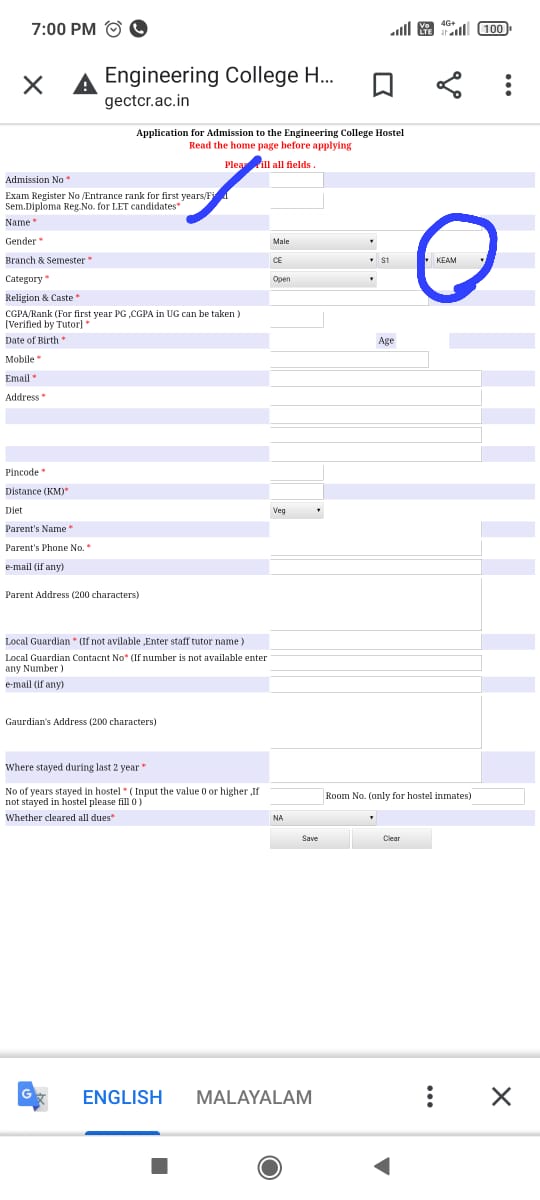 7:00 PM
Vo LTE 4G+ 100
Engineering College H...
gectcr.ac.in
Application for Admission to the Engineering College Hostel
Read the home page before applying
fill all fields .
Admission No *
Exam Register No /Entrance rank for first years/
Sem.Diploma Reg.No. for LET candidates*
Name *
Gender * Male
Branch & Semester * CE S1 KEAM
Category * Open
Religion & Caste *
CGPA/Rank (For first year PG ,CGPA in UG can be taken )
[Verified by Tutor] *
Date of Birth * Age
Mobile *
Email *
Address *
Pincode *
Distance (KM)*
Diet Veg
Parent's Name *
Parent's Phone No. *
e-mail (if any)
Parent Address (200 characters)
Local Guardian * (If not avilable ,Enter staff tutor name )
Local Guardian Contacnt No* (If number is not available enter
any Number )
e-mail (if any)
Gaurdian's Address (200 characters)
Where stayed during last 2 year *
No of years stayed in hostel * ( Input the value 0 or higher ,If
not stayed in hostel please fill 0 ) Room No. (only for hostel inmates)
Whether cleared all dues* NA
Save Clear
G 文 ENGLISH MALAYALAM